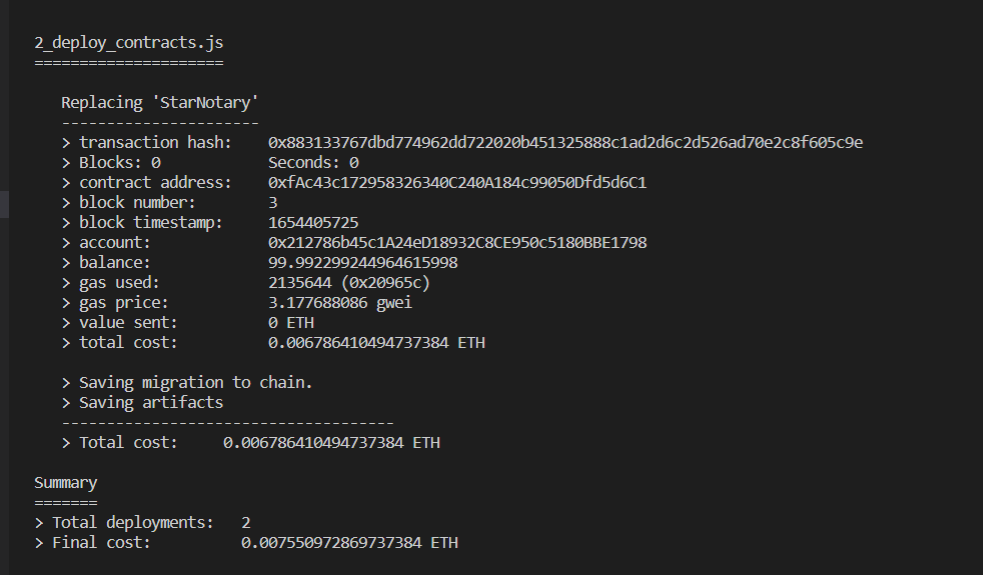 2_deploy_contracts.js
=====================
Replacing 'StarNotary'
----------------------
> transaction hash:    0x883133767dbd774962dd722020b451325888c1ad2d6c2d526ad70e2c8f605c9e
> Blocks: 0            Seconds: 0
> contract address:    0xfAc43c172958326340C240A184c99050Dfd5d6C1
> block number:        3
> block timestamp:     1654405725
> account:             0x212786b45c1A24eD18932C8CE950c5180BBE1798
> balance:             99.992299244964615998
> gas used:            2135644 (0x20965c)
> gas price:           3.177688086 gwei
> value sent:          0 ETH
> total cost:          0.006786410494737384 ETH
> Saving migration to chain.
> Saving artifacts
-------------------------------------
> Total cost:     0.006786410494737384 ETH
Summary
=======
> Total deployments:   2
> Final cost:          0.007550972869737384 ETH